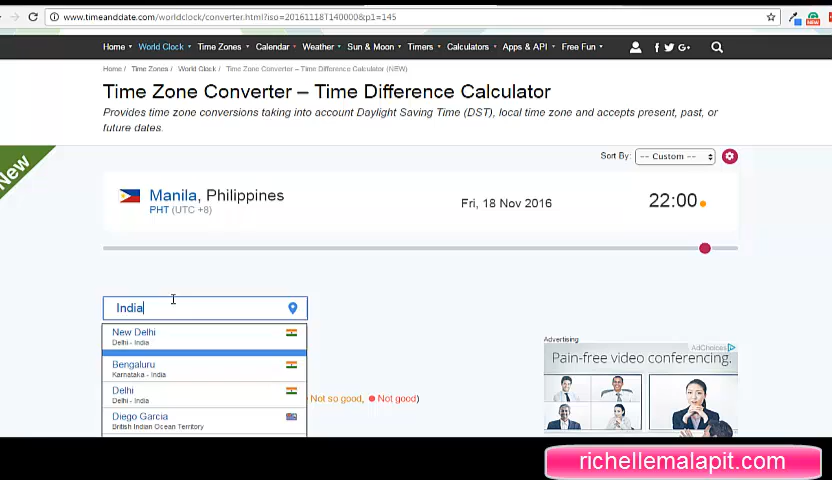 www.timeanddate.com/worldclock/converter.html?iso=20161118T140000&p1=145
Home World Clock Time Zones Calendar Weather Sun & Moon Timers Calculators Apps & API Free Fun
Home / Time Zones / World Clock / Time Zone Converter – Time Difference Calculator (NEW)
Time Zone Converter – Time Difference Calculator
Provides time zone conversions taking into account Daylight Saving Time (DST), local time zone and accepts present, past, or
future dates.
New
Sort By: -- Custom --
Manila, Philippines
PHT (UTC +8)
Fri, 18 Nov 2016
22:00
India
New Delhi
Delhi - India
Bengaluru
Karnataka - India
Delhi
Delhi - India
Diego Garcia
British Indian Ocean Territory
Not so good, Not good)
Advertising
AdChoices
Pain-free video conferencing.
richellemalapit.com